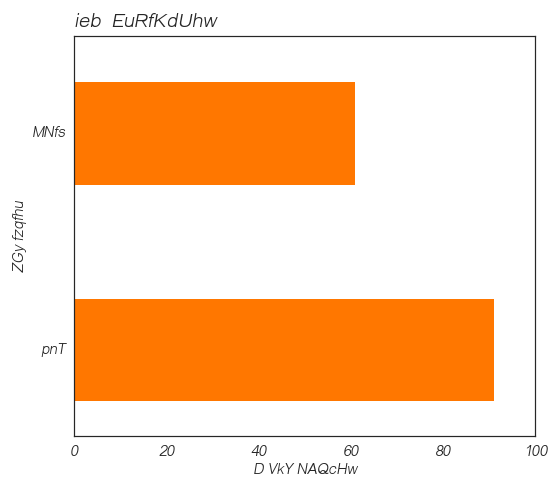 ieb EuRfKdUhw
MNfs
ZGy fzqfhu
pnT
0 20 40 60 80 100
D VkY NAQcHw